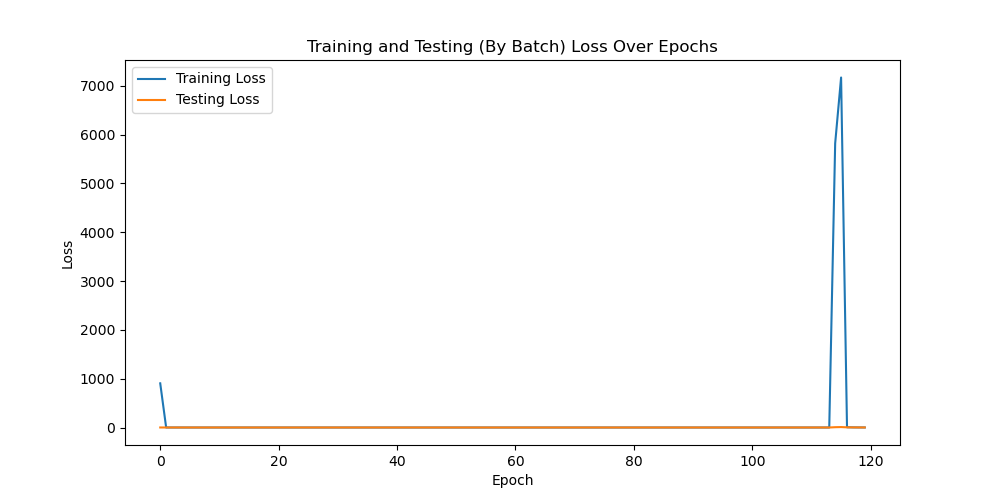 Training and Testing (By Batch) Loss Over Epochs
Training Loss
Testing Loss
7000
6000
5000
4000
3000
2000
1000
0
Loss
0 20 40 60 80 100 120
Epoch